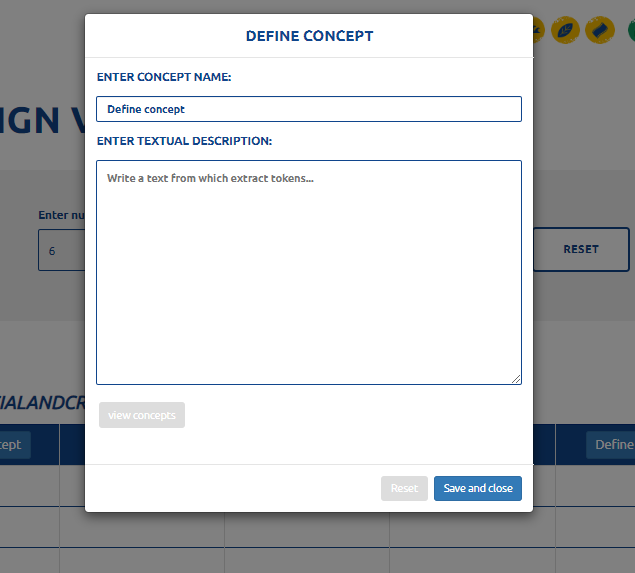 DEFINE CONCEPT
ENTER CONCEPT NAME:
IGN V
Define concept
ENTER TEXTUAL DESCRIPTION:
Write a text from which extract tokens...
Enter nu
6
RESET
IALANDCR
view concepts
cept
Define
Reset
Save and close